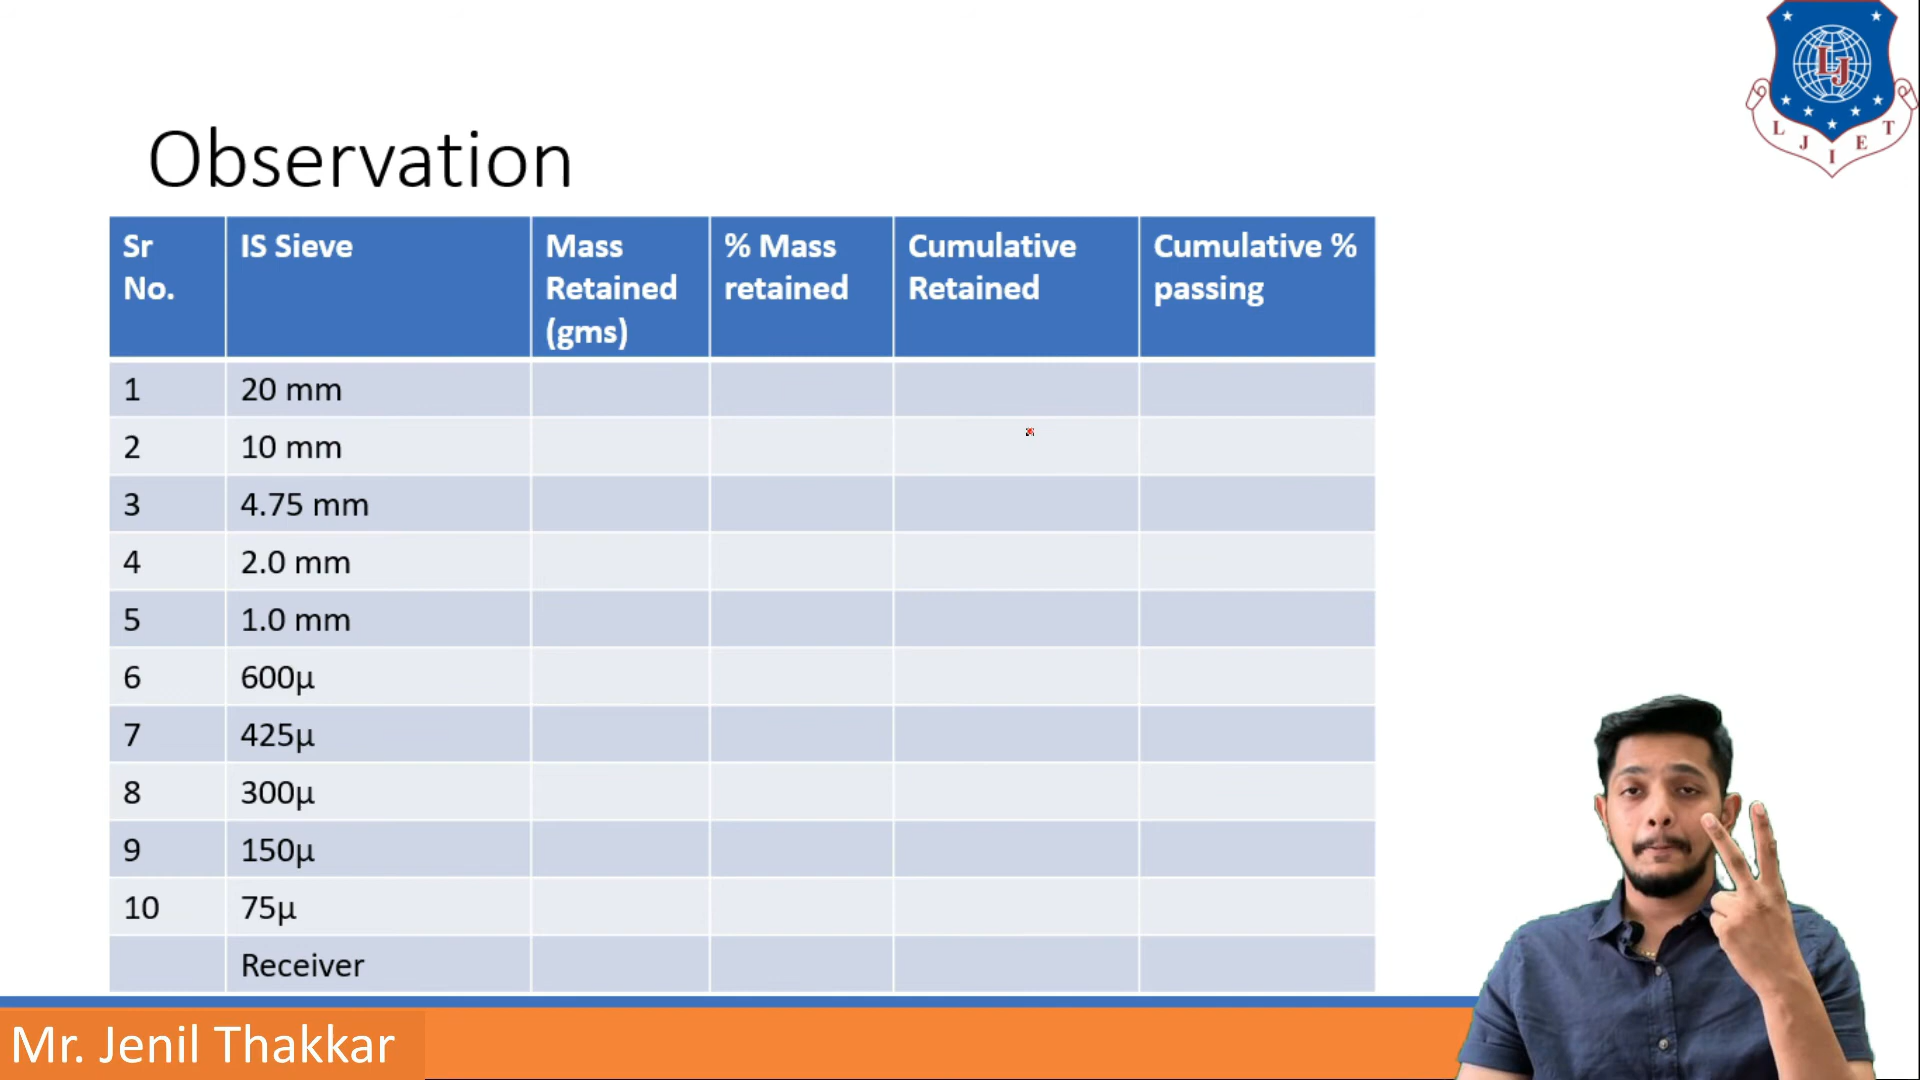 Observation
Sr No. IS Sieve Mass Retained (gms) % Mass retained Cumulative Retained Cumulative % passing
1 20 mm
2 10 mm
3 4.75 mm
4 2.0 mm
5 1.0 mm
6 600µ
7 425µ
8 300µ
9 150µ
10 75µ
Receiver
Mr. Jenil Thakkar
LJ
L J I E T